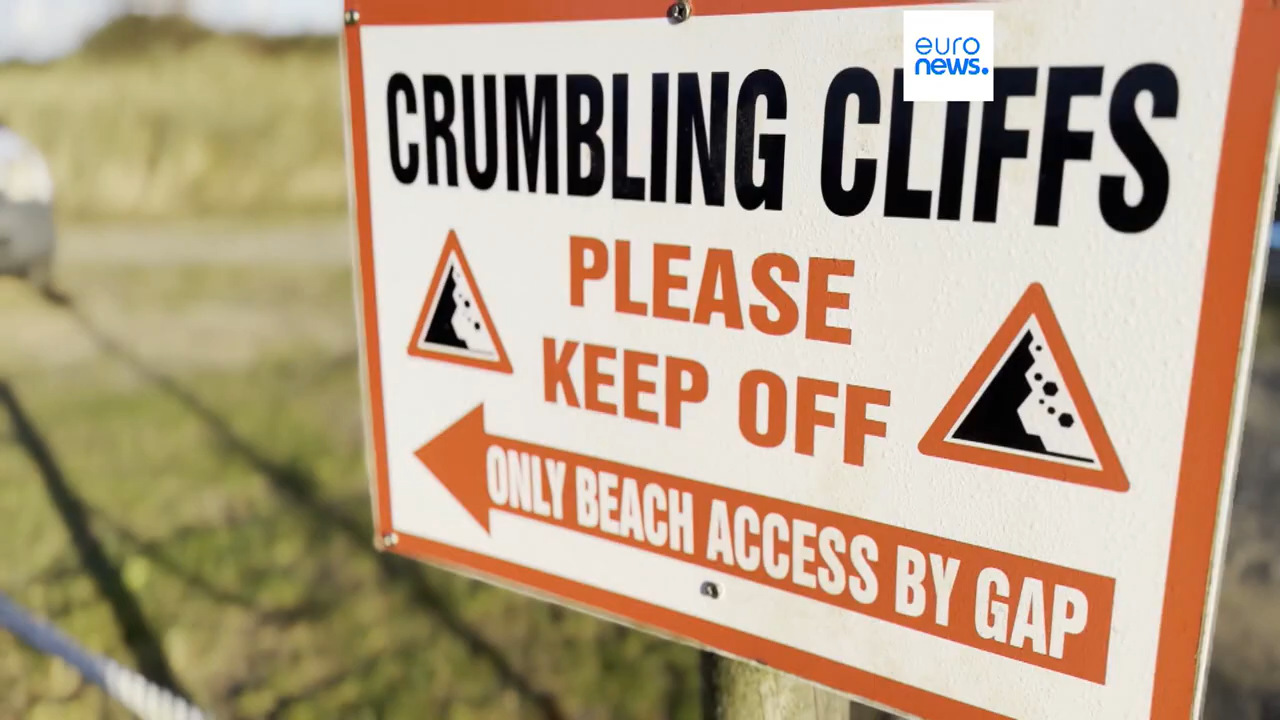 euro
news.
CRUMBLING CLIFFS
PLEASE
KEEP OFF
ONLY BEACH ACCESS BY GAP